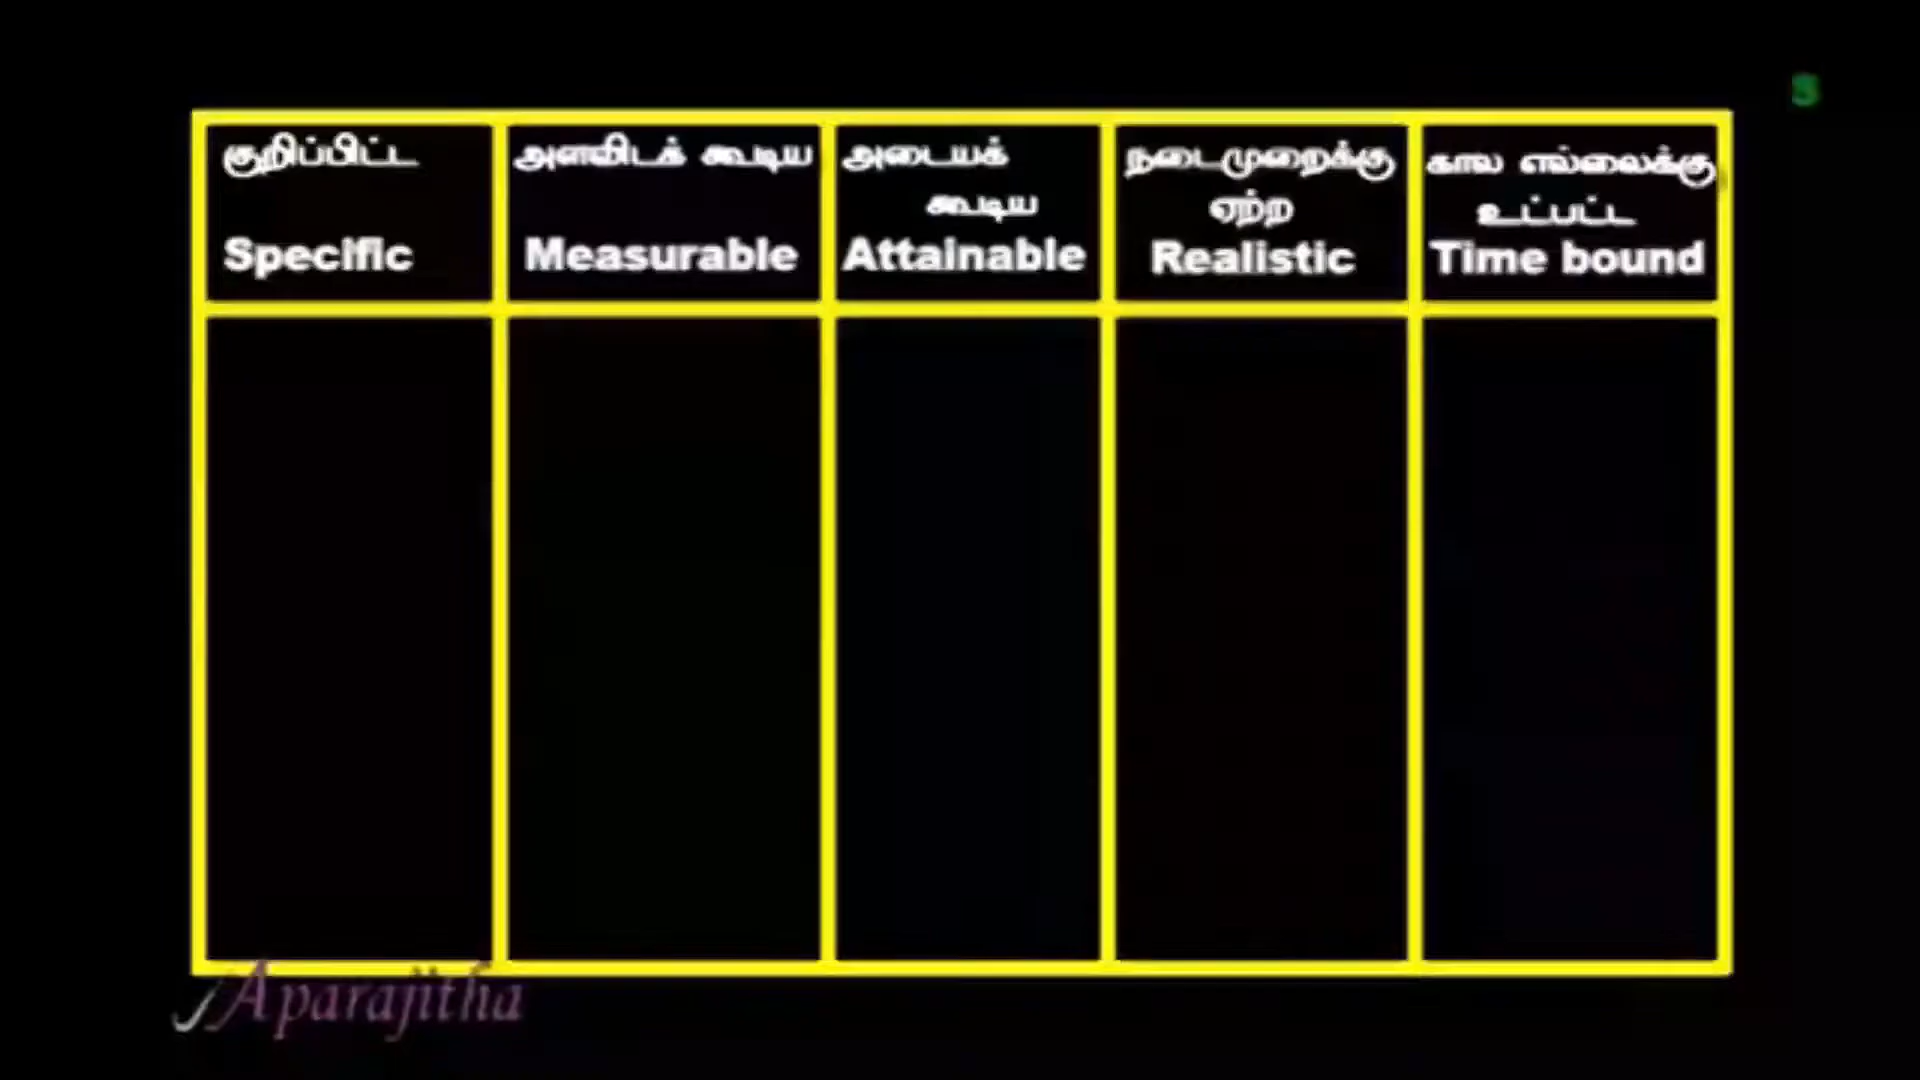 S
குறிப்பிட்ட
Specific
அளவிடக் கூடிய
Measurable
அடையக்
கூடிய
Attainable
நடைமுறைக்கு
ஏற்ற
Realistic
கால எல்லைக்கு
உட்பட்ட
Time bound
Aparajitha